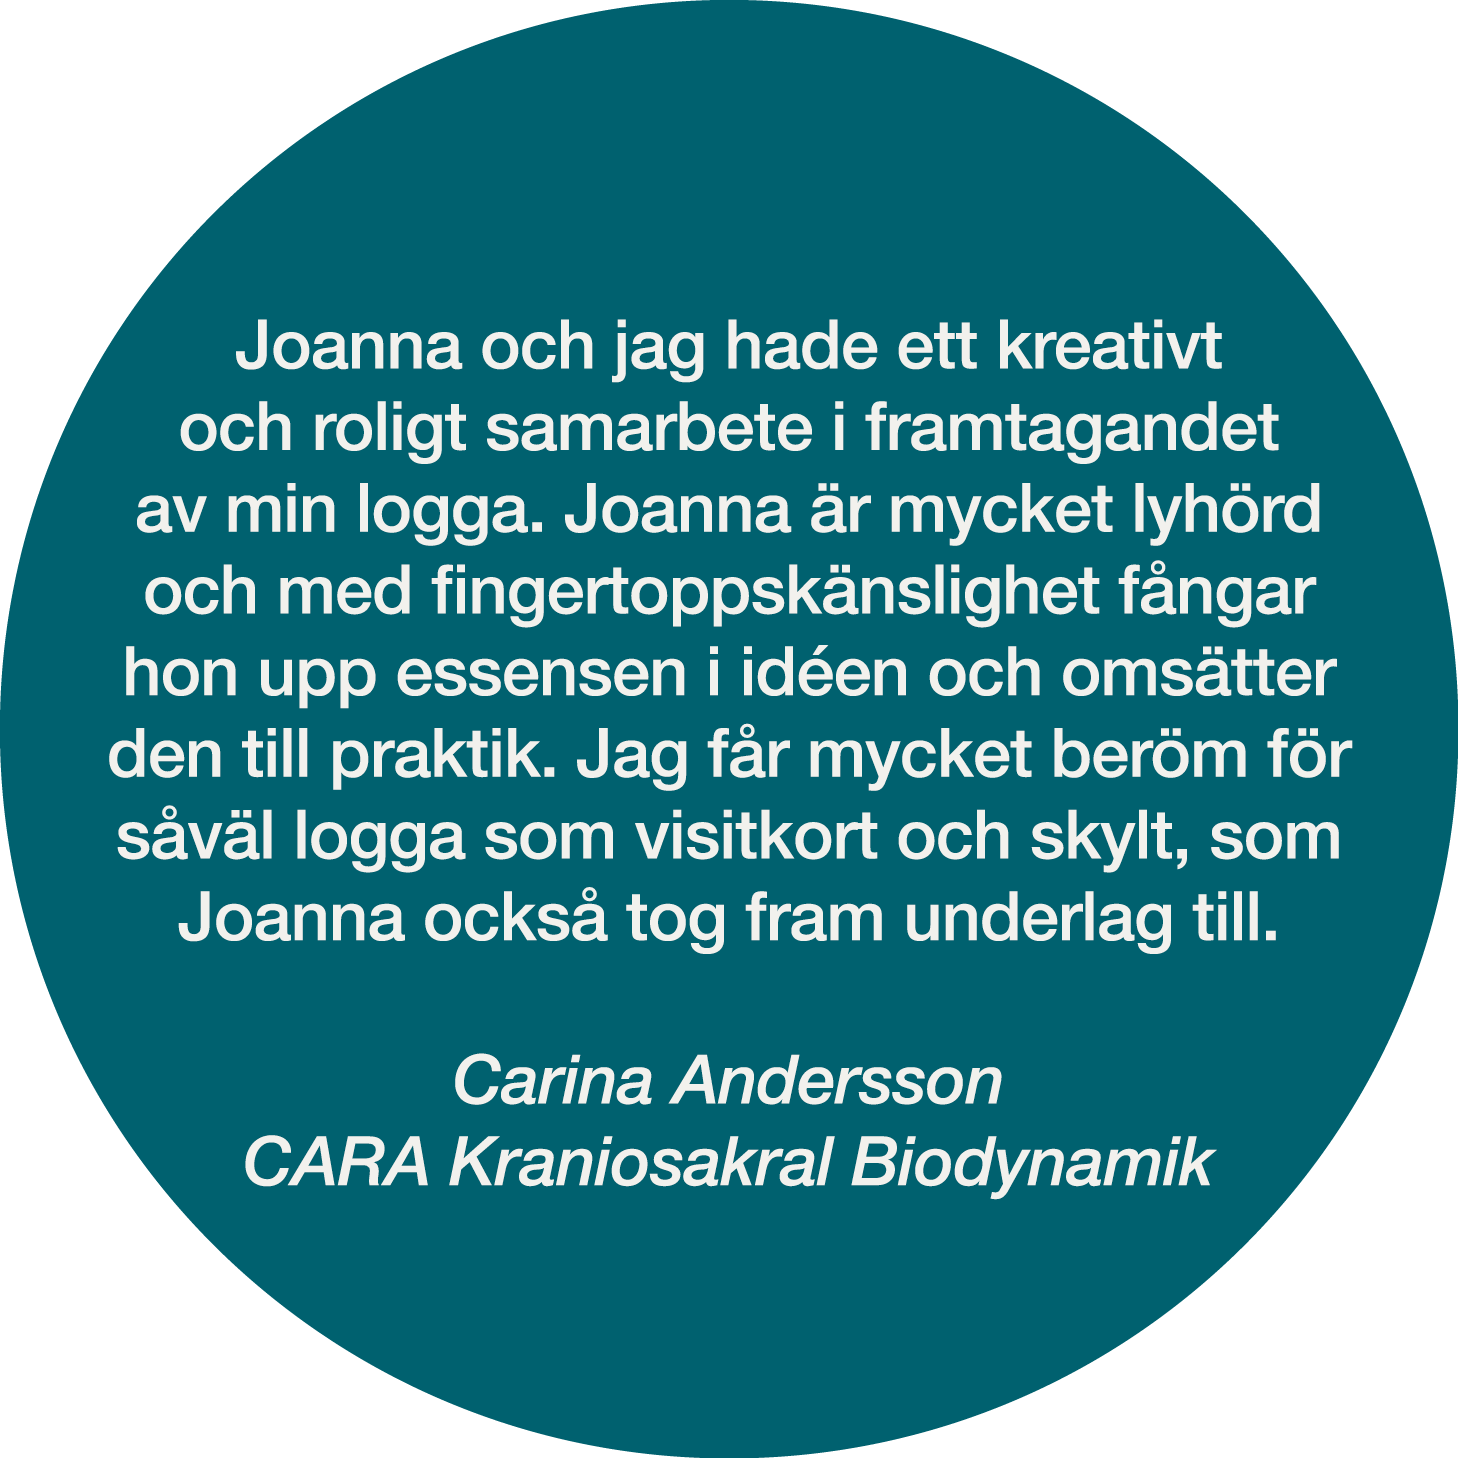 Joanna och jag hade ett kreativt
och roligt samarbete i framtagandet
av min logga. Joanna är mycket lyhörd
och med fingertoppskänslighet fångar
hon upp essensen i idéen och omsätter
den till praktik. Jag får mycket beröm för
såväl logga som visitkort och skylt, som
Joanna också tog fram underlag till.
Carina Andersson
CARA Kraniosakral Biodynamik